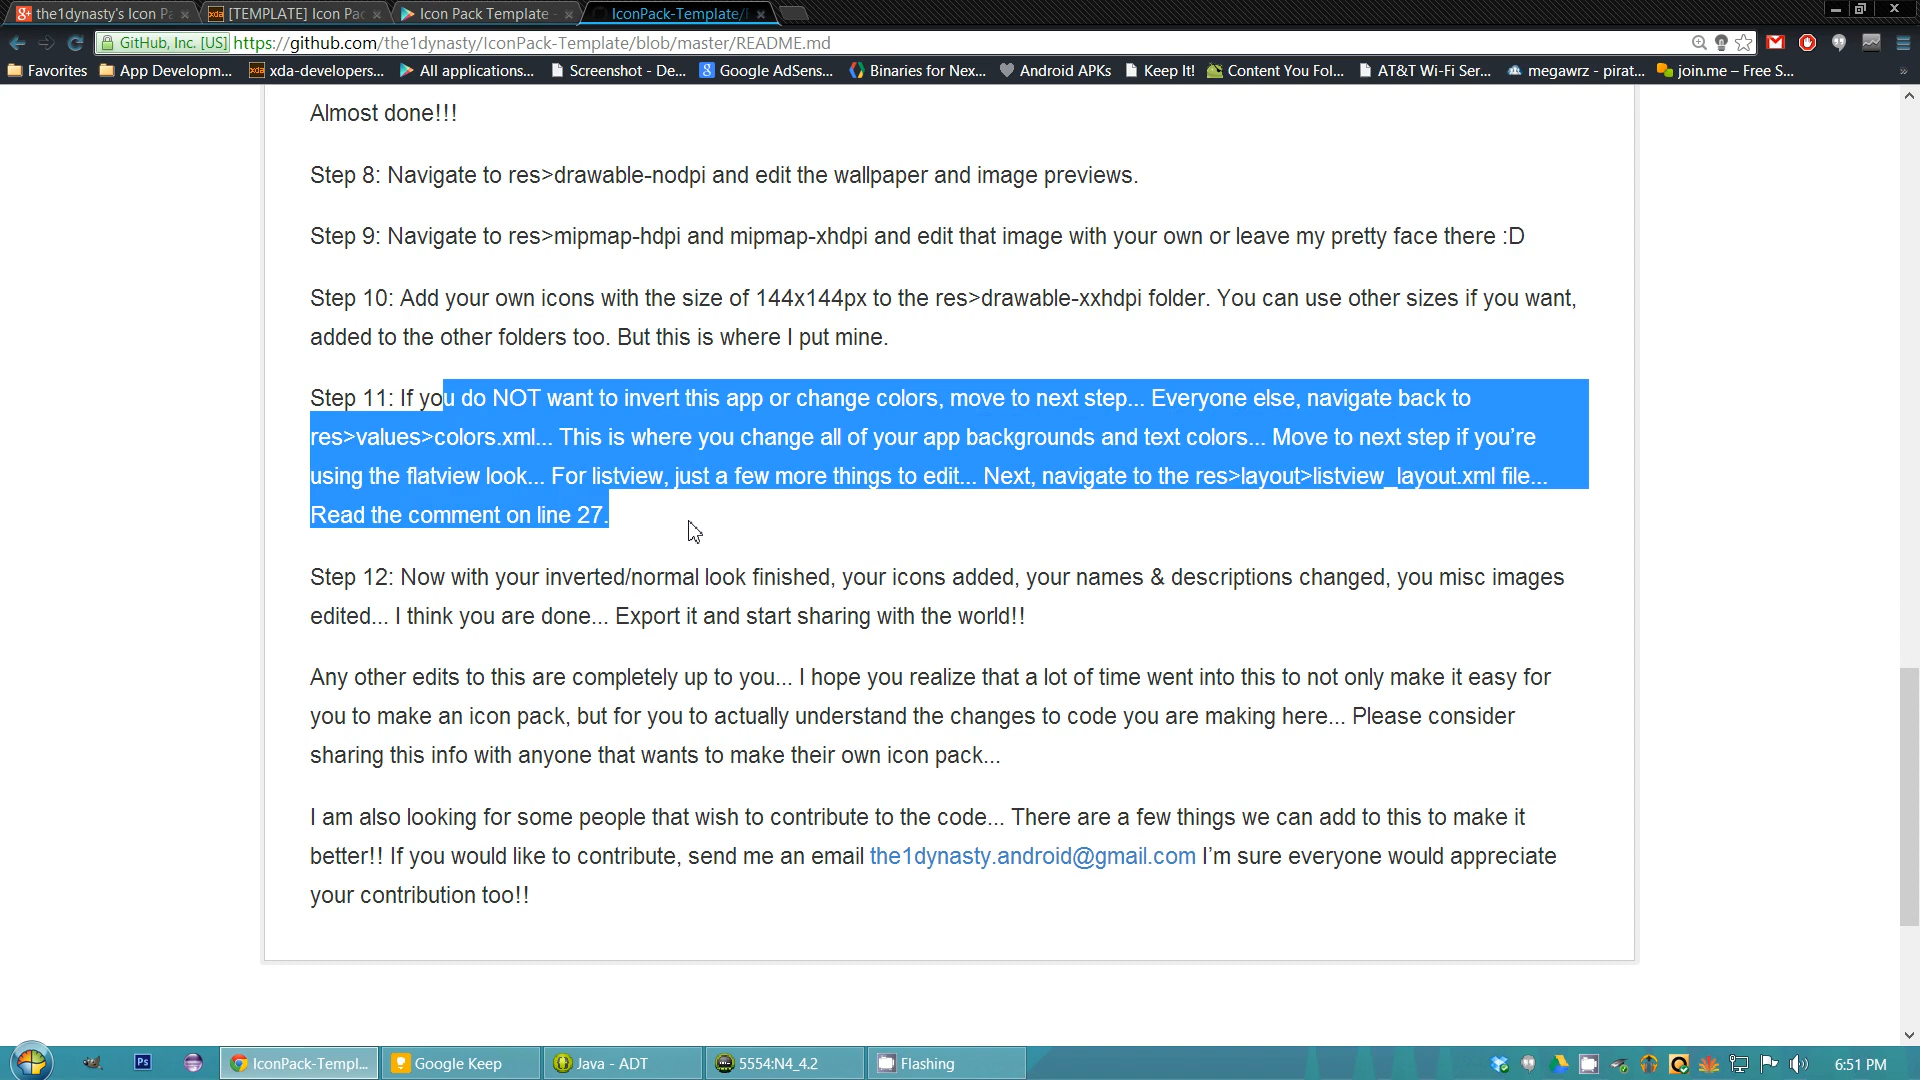 the1dynasty's Icon Pa
[TEMPLATE] Icon Pac
Icon Pack Template -
IconPack-Template/
GitHub, Inc. [US] https://github.com/the1dynasty/IconPack-Template/blob/master/README.md
Favorites App Developm... xda-developers... All applications... Screenshot - De... Google AdSens... Binaries for Nex... Android APKs Keep It! Content You Fol... AT&T Wi-Fi Ser... megawrz - pirat... join.me – Free S...
Almost done!!!
Step 8: Navigate to res>drawable-nodpi and edit the wallpaper and image previews.
Step 9: Navigate to res>mipmap-hdpi and mipmap-xhdpi and edit that image with your own or leave my pretty face there :D
Step 10: Add your own icons with the size of 144x144px to the res>drawable-xxhdpi folder. You can use other sizes if you want,
added to the other folders too. But this is where I put mine.
Step 11: If you do NOT want to invert this app or change colors, move to next step... Everyone else, navigate back to
res>values>colors.xml... This is where you change all of your app backgrounds and text colors... Move to next step if you're
using the flatview look... For listview, just a few more things to edit... Next, navigate to the res>layout>listview_layout.xml file...
Read the comment on line 27.
Step 12: Now with your inverted/normal look finished, your icons added, your names & descriptions changed, you misc images
edited... I think you are done... Export it and start sharing with the world!!
Any other edits to this are completely up to you... I hope you realize that a lot of time went into this to not only make it easy for
you to make an icon pack, but for you to actually understand the changes to code you are making here... Please consider
sharing this info with anyone that wants to make their own icon pack...
I am also looking for some people that wish to contribute to the code... There are a few things we can add to this to make it
better!! If you would like to contribute, send me an email the1dynasty.android@gmail.com I'm sure everyone would appreciate
your contribution too!!
Ps IconPack-Templ... Google Keep Java - ADT 5554:N4_4.2 Flashing 6:51 PM